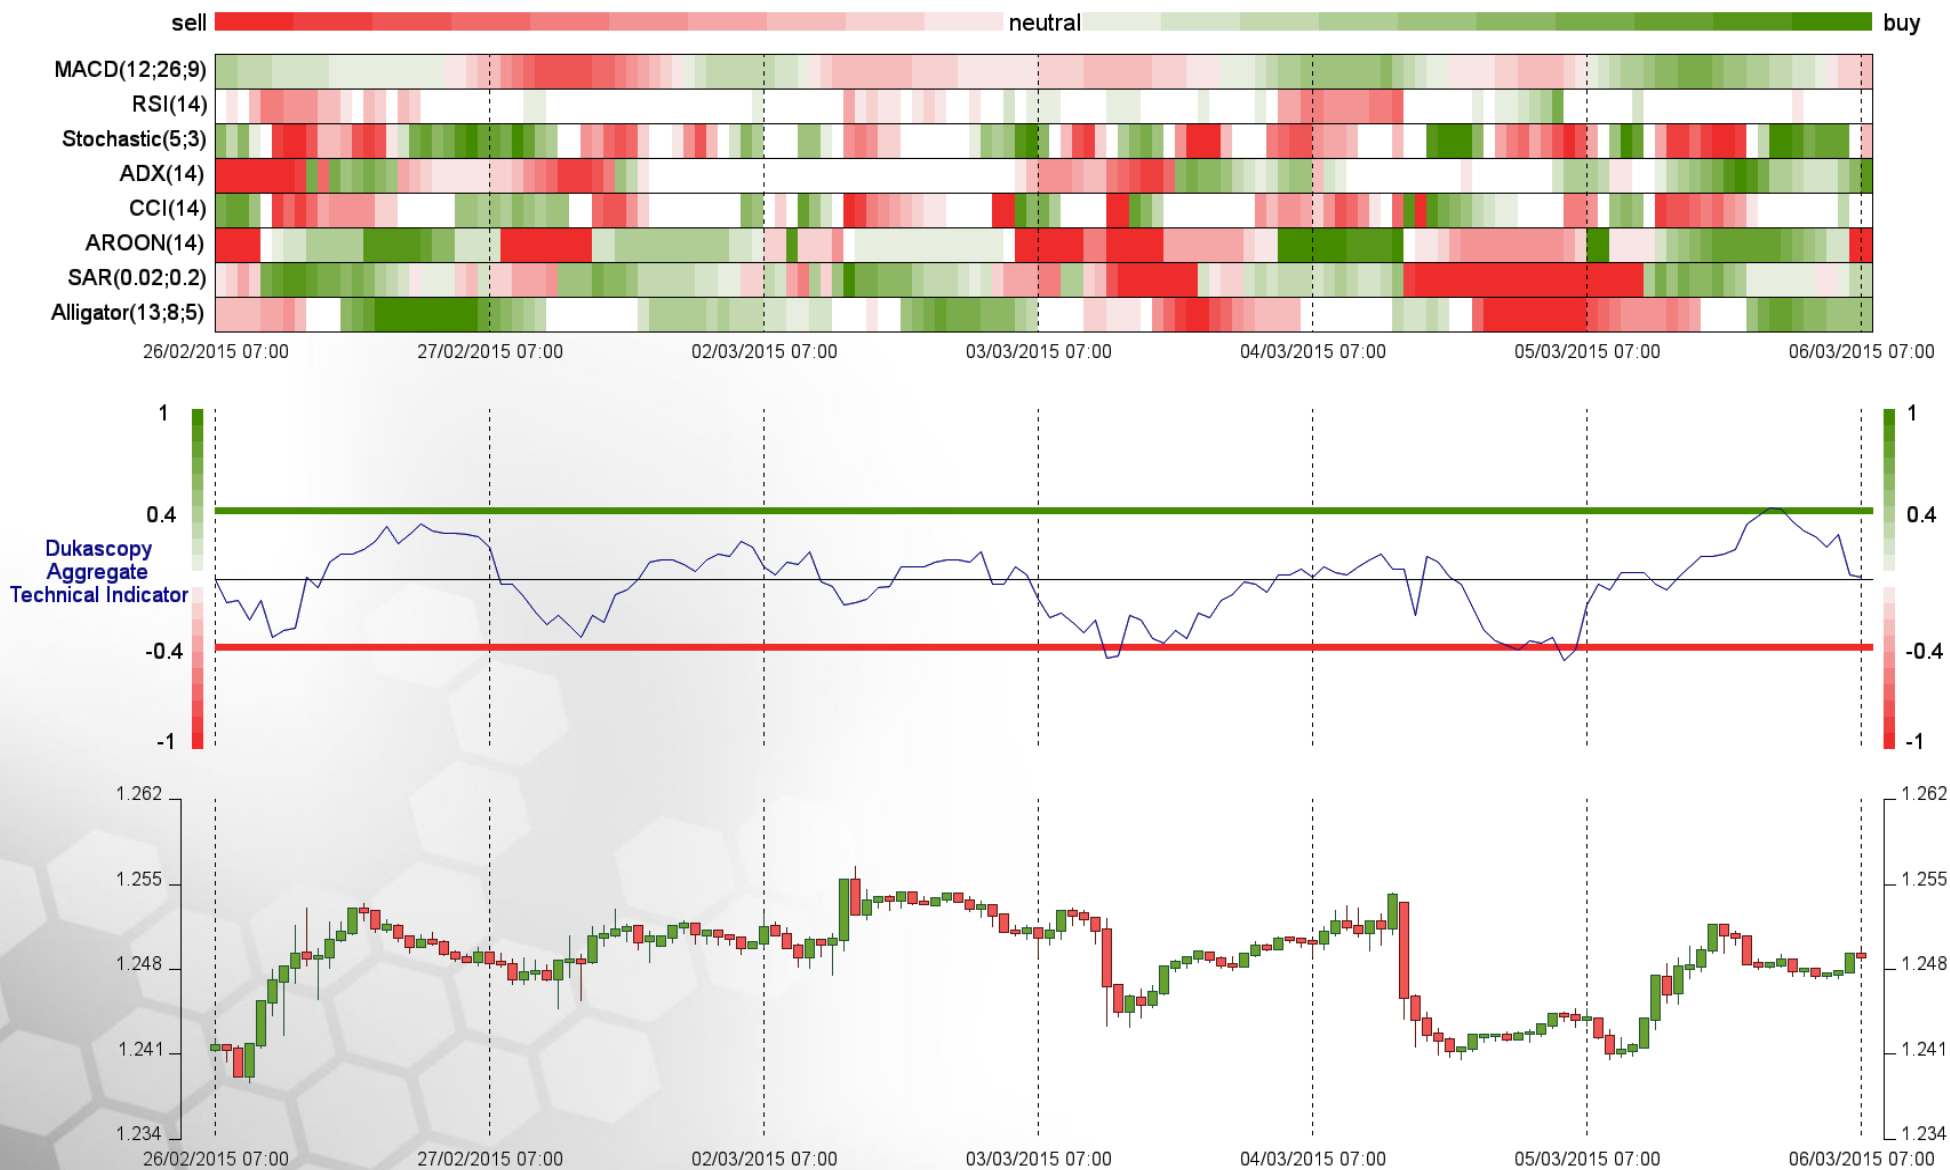 sell neutral buy
MACD(12;26;9)
RSI(14)
Stochastic(5;3)
ADX(14)
CCI(14)
AROON(14)
SAR(0.02;0.2)
Alligator(13;8;5)
26/02/2015 07:00 27/02/2015 07:00 02/03/2015 07:00 03/03/2015 07:00 04/03/2015 07:00 05/03/2015 07:00 06/03/2015 07:00
1 1
0.4 0.4
Dukascopy
Aggregate
Technical Indicator
-0.4 -0.4
-1 -1
1.262 1.262
1.255 1.255
1.248 1.248
1.241 1.241
1.234 1.234
26/02/2015 07:00 27/02/2015 07:00 02/03/2015 07:00 03/03/2015 07:00 04/03/2015 07:00 05/03/2015 07:00 06/03/2015 07:00